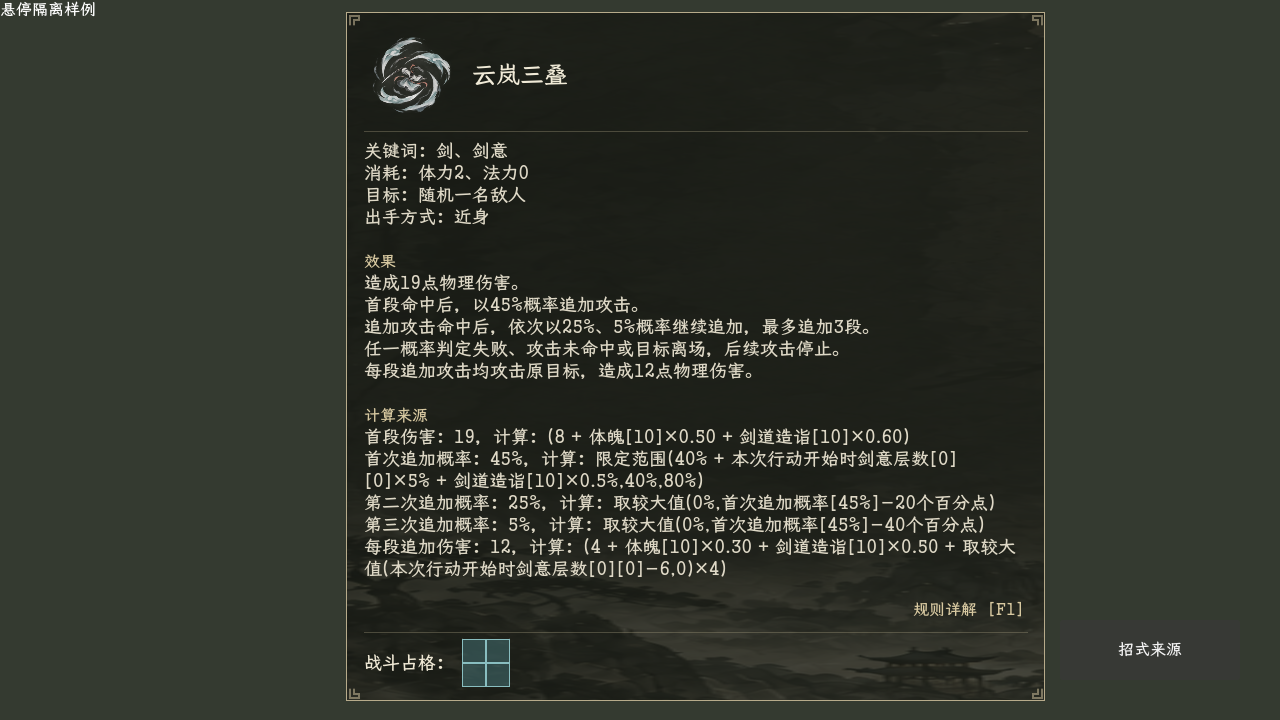 悬停隔离样例
云岚三叠
关键词：剑、剑意
消耗：体力2、法力0
目标：随机一名敌人
出手方式：近身
效果
造成19点物理伤害。
首段命中后，以45%概率追加攻击。
追加攻击命中后，依次以25%、5%概率继续追加，最多追加3段。
任一概率判定失败、攻击未命中或目标离场，后续攻击停止。
每段追加攻击均攻击原目标，造成12点物理伤害。
计算来源
首段伤害：19，计算：(8 + 体魄[10]×0.50 + 剑道造诣[10]×0.60)
首次追加概率：45%，计算：限定范围(40% + 本次行动开始时剑意层数[0]
[0]×5% + 剑道造诣[10]×0.5%,40%,80%)
第二次追加概率：25%，计算：取较大值(0%,首次追加概率[45%]−20个百分点)
第三次追加概率：5%，计算：取较大值(0%,首次追加概率[45%]−40个百分点)
每段追加伤害：12，计算：(4 + 体魄[10]×0.30 + 剑道造诣[10]×0.50 + 取较大
值(本次行动开始时剑意层数[0][0]−6,0)×4)
规则详解 [F1]
战斗占格：
招式来源